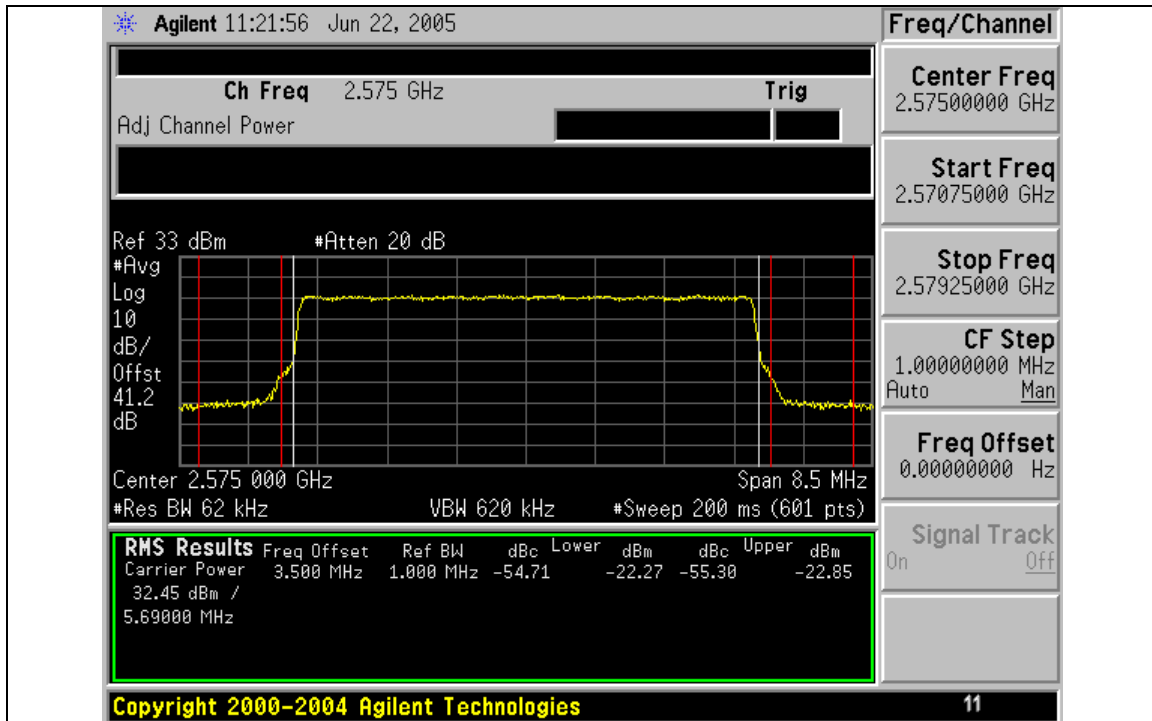 Agilent 11:21:56 Jun 22, 2005
Freq/Channel
Ch Freq 2.575 GHz Trig
Adj Channel Power
Center Freq
2.57500000 GHz
Start Freq
2.57075000 GHz
Stop Freq
2.57925000 GHz
CF Step
1.00000000 MHz
Auto Man
Freq Offset
0.00000000 Hz
Signal Track
On Off
Ref 33 dBm #Atten 20 dB
#Avg
Log
10
dB/
Offst
41.2
dB
Center 2.575 000 GHz Span 8.5 MHz
#Res BW 62 kHz VBW 620 kHz #Sweep 200 ms (601 pts)
RMS Results Freq Offset Ref BW dBc Lower dBm dBc Upper dBm
Carrier Power 3.500 MHz 1.000 MHz -54.71 -22.27 -55.30 -22.85
32.45 dBm /
5.69000 MHz
Copyright 2000-2004 Agilent Technologies 11